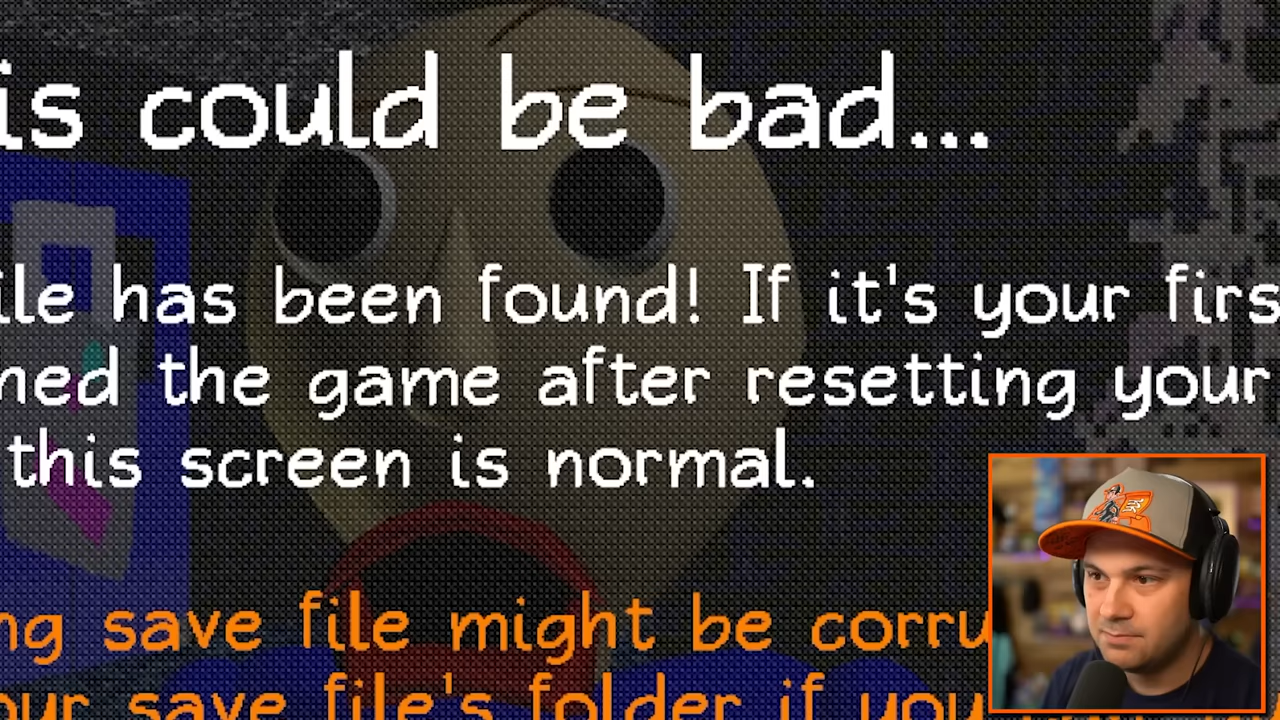 is could be bad...
ile has been found! If it's your firs
ned the game after resetting your
this screen is normal.
ng save file might be corru
our save file's folder if you